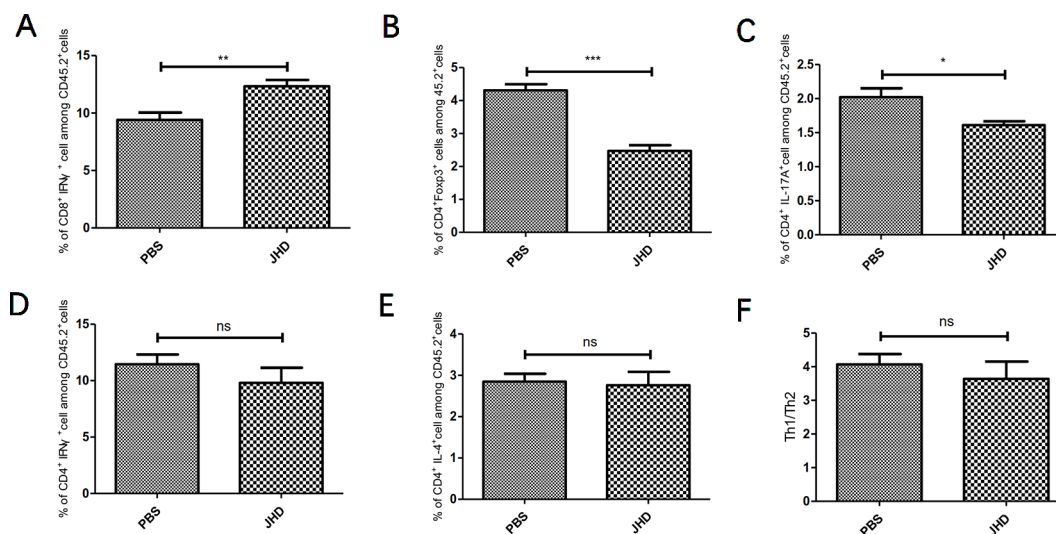 A
% of CD8+ IFNγ + cell among CD45.2+cells
15
10
5
0
**
PBS
JHD
B
% of CD4+Foxp3+ cells among 45.2+cells
5
4
3
2
1
0
***
PBS
JHD
C
% of CD4+ IL-17A+cell among CD45.2+cells
2.5
2.0
1.5
1.0
0.5
0.0
*
PBS
JHD
D
% of CD4+ IFNγ +cell among CD45.2+cells
15
10
5
0
ns
PBS
JHD
E
% of CD4+ IL-4+cell among CD45.2+cells
4
3
2
1
0
ns
PBS
JHD
F
Th1/Th2
5
4
3
2
1
0
ns
PBS
JHD